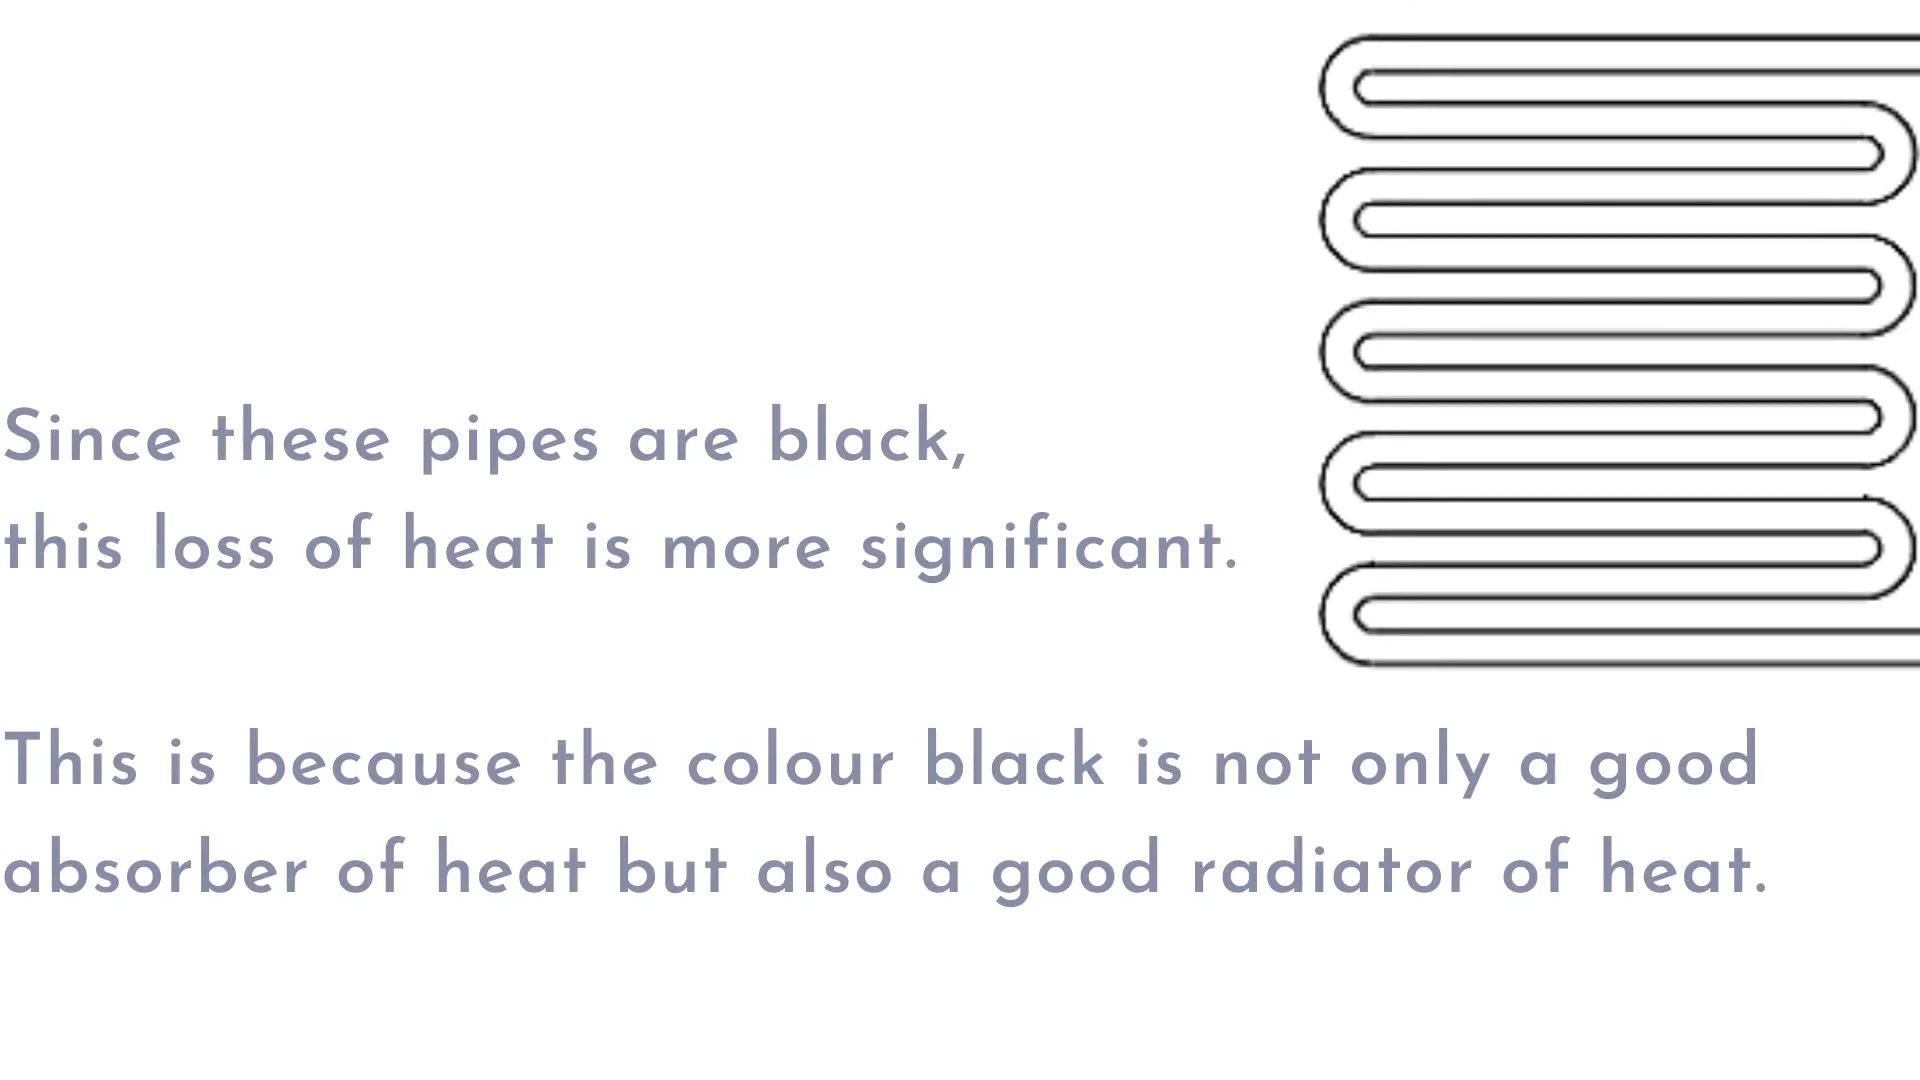 Since these pipes are black,
this loss of heat is more significant.
This is because the colour black is not only a good
absorber of heat but also a good radiator of heat.